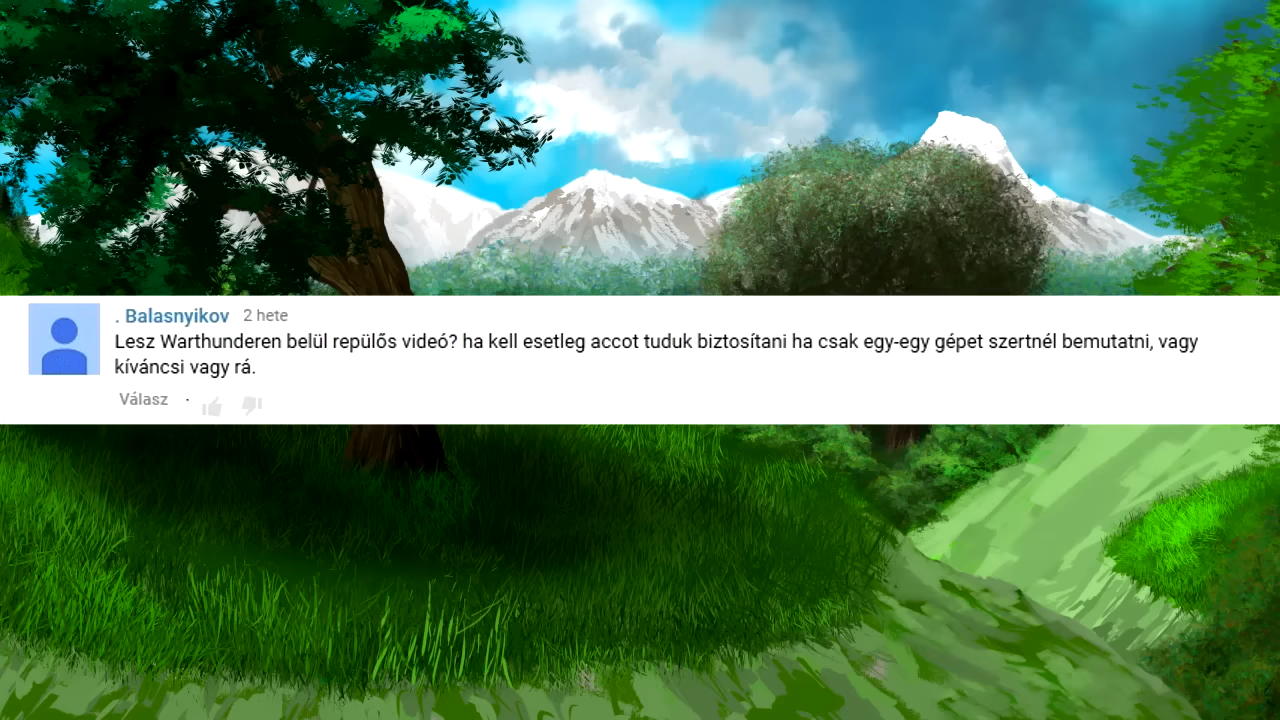 . Balasnyikov 2 hete
Lesz Warthunderen belül repülős videó? ha kell esetleg accot tuduk biztosítani ha csak egy-egy gépet szertnél bemutatni, vagy
kíváncsi vagy rá.
Válasz ·